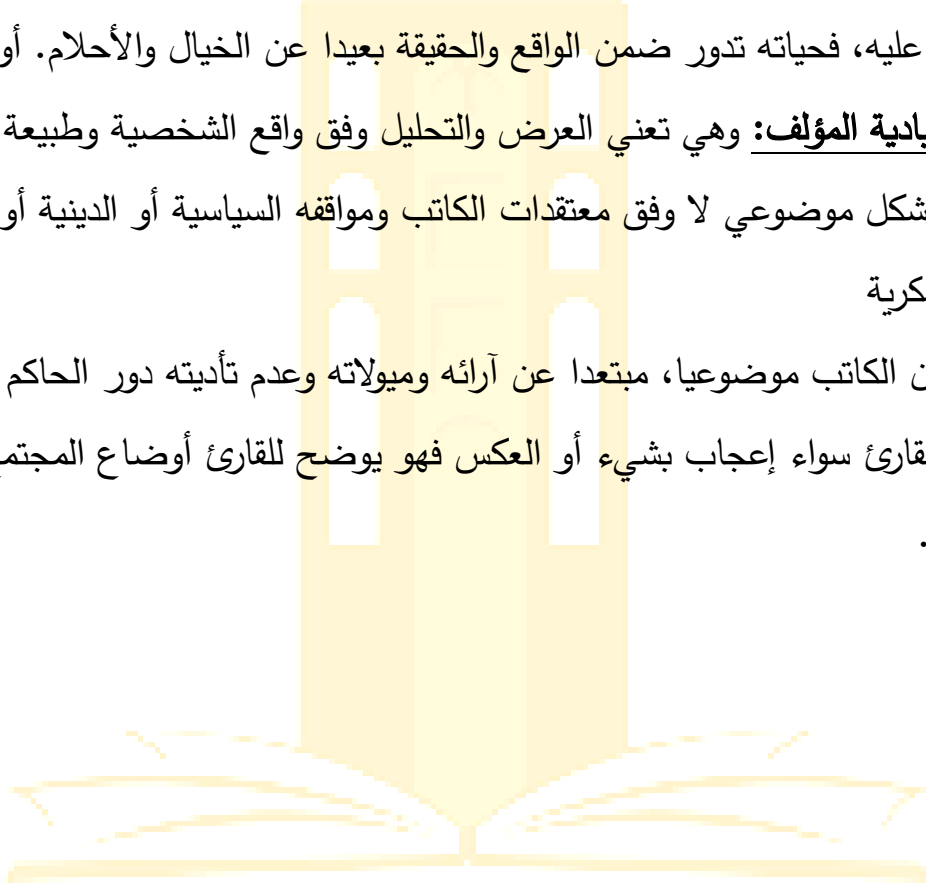 عليه، فحياته تدور ضمن الواقع والحقيقة بعيدا عن الخيال والأحلام. أو
يادية المؤلف: وهي تعني العرض والتحليل وفق واقع الشخصية وطبيعة
شكل موضوعي لا وفق معتقدات الكاتب ومواقفه السياسية أو الدينية أو
كرية
ن الكاتب موضوعيا، مبتعدا عن آرائه وميولاته وعدم تأديته دور الحاكم
قارئ سواء إعجاب بشيء أو العكس فهو يوضح للقارئ أوضاع المجتم
.